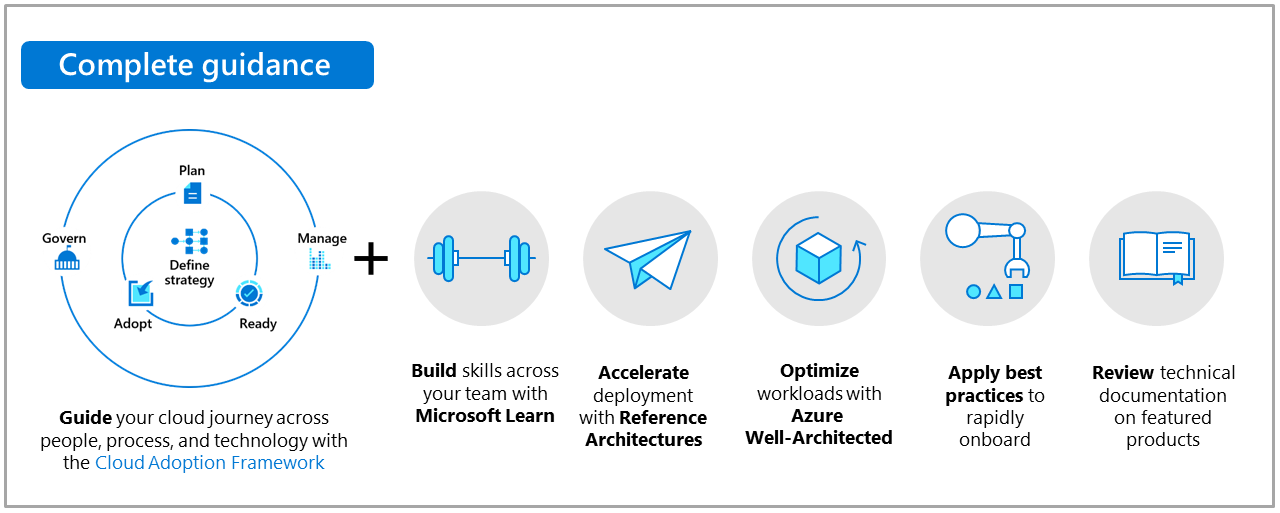 Complete guidance
Plan
Govern
Manage
Define
strategy
Adopt
Ready
Guide your cloud journey across
people, process, and technology with
the Cloud Adoption Framework
+
Build skills across
your team with
Microsoft Learn
Accelerate
deployment
with Reference
Architectures
Optimize
workloads with
Azure
Well-Architected
Apply best
practices to
rapidly
onboard
Review technical
documentation
on featured
products